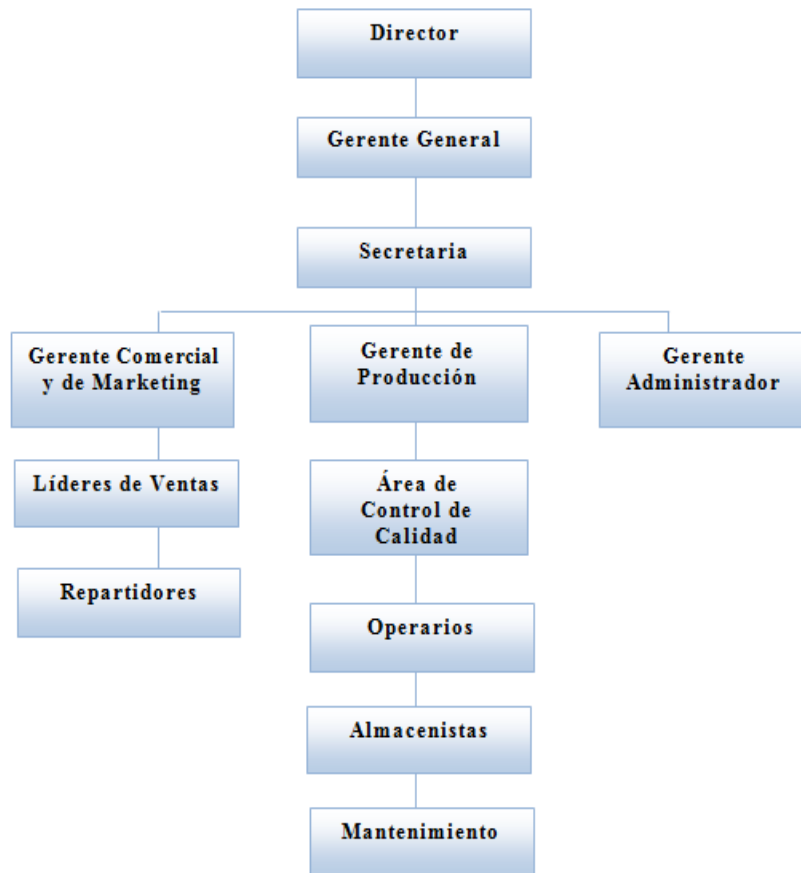 Director
Gerente General
Secretaria
Gerente Comercial
y de Marketing
Gerente de
Producción
Gerente
Administrador
Líderes de Ventas
Área de
Control de
Calidad
Repartidores
Operarios
Almacenistas
Mantenimiento